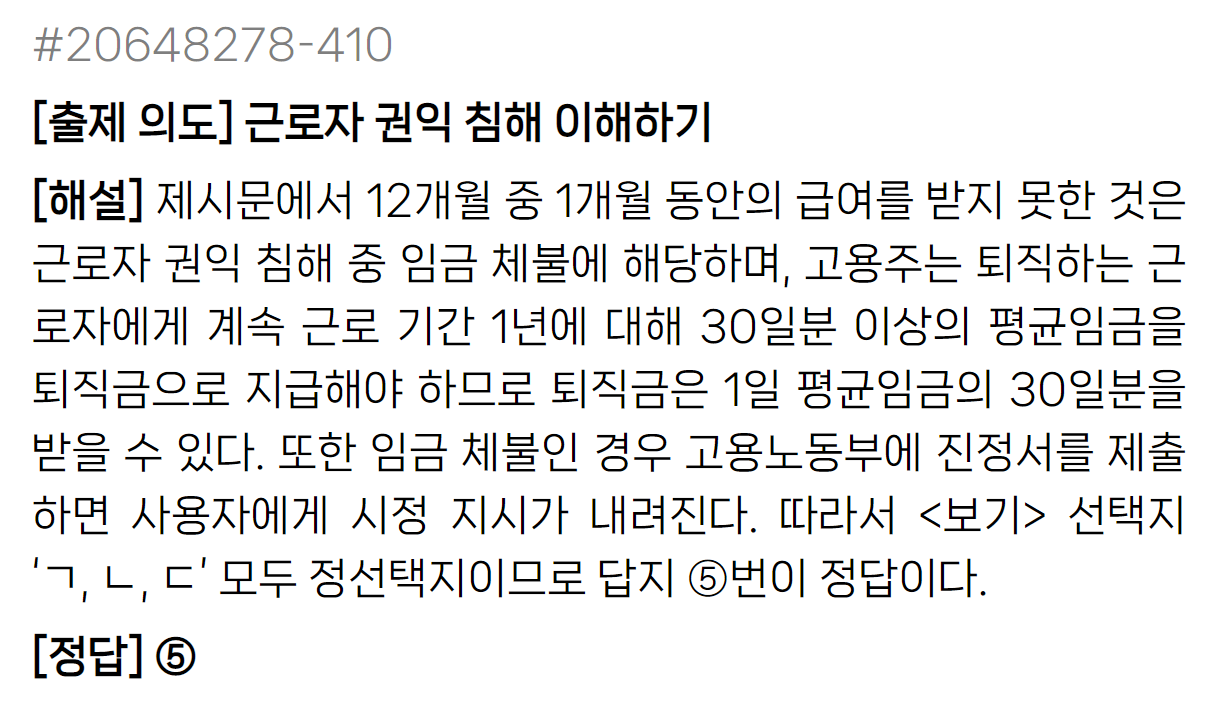 #20648278-410
[출제 의도] 근로자 권익 침해 이해하기
[해설] 제시문에서 12개월 중 1개월 동안의 급여를 받지 못한 것은
근로자 권익 침해 중 임금 체불에 해당하며, 고용주는 퇴직하는 근
로자에게 계속 근로 기간 1년에 대해 30일분 이상의 평균임금을
퇴직금으로 지급해야 하므로 퇴직금은 1일 평균임금의 30일분을
받을 수 있다. 또한 임금 체불인 경우 고용노동부에 진정서를 제출
하면 사용자에게 시정 지시가 내려진다. 따라서 <보기> 선택지
‘ㄱ, ㄴ, ㄷ’ 모두 정선택지이므로 답지 ⑤번이 정답이다.
[정답] ⑤